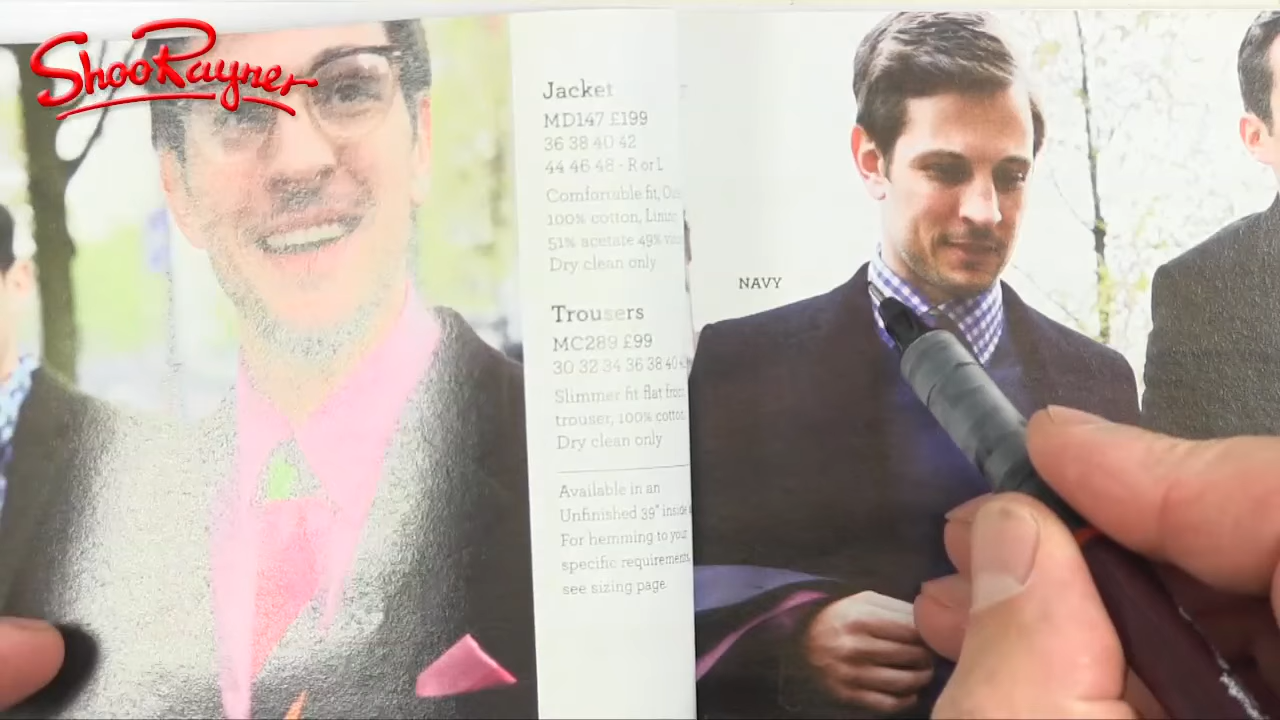 ShooRayner
Jacket
MD147 £199
36 38 40 42
44 46 48 - R or L
Comfortable fit,
100% cotton,
51% acetate 49%
Dry clean only
Trousers
MC289 £99
30 32 34 36 38 40
Slimmer fit flat front
trouser, 100% cotton
Dry clean only
Available in an
Unfinished 39" inside
For hemming to your
specific requirements,
see sizing page.
NAVY